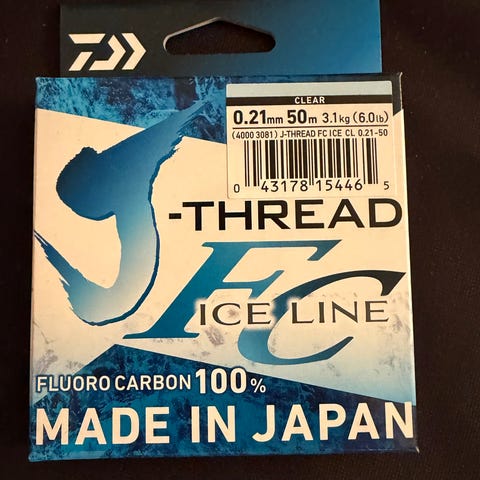 CLEAR
0.21mm 50m 3.1kg (6.0lb)
(4000 3081) J-THREAD FC ICE CL 0.21-50
0 43178 15446 5
J-THREAD
FC
ICE LINE
FLUORO CARBON 100%
MADE IN JAPAN